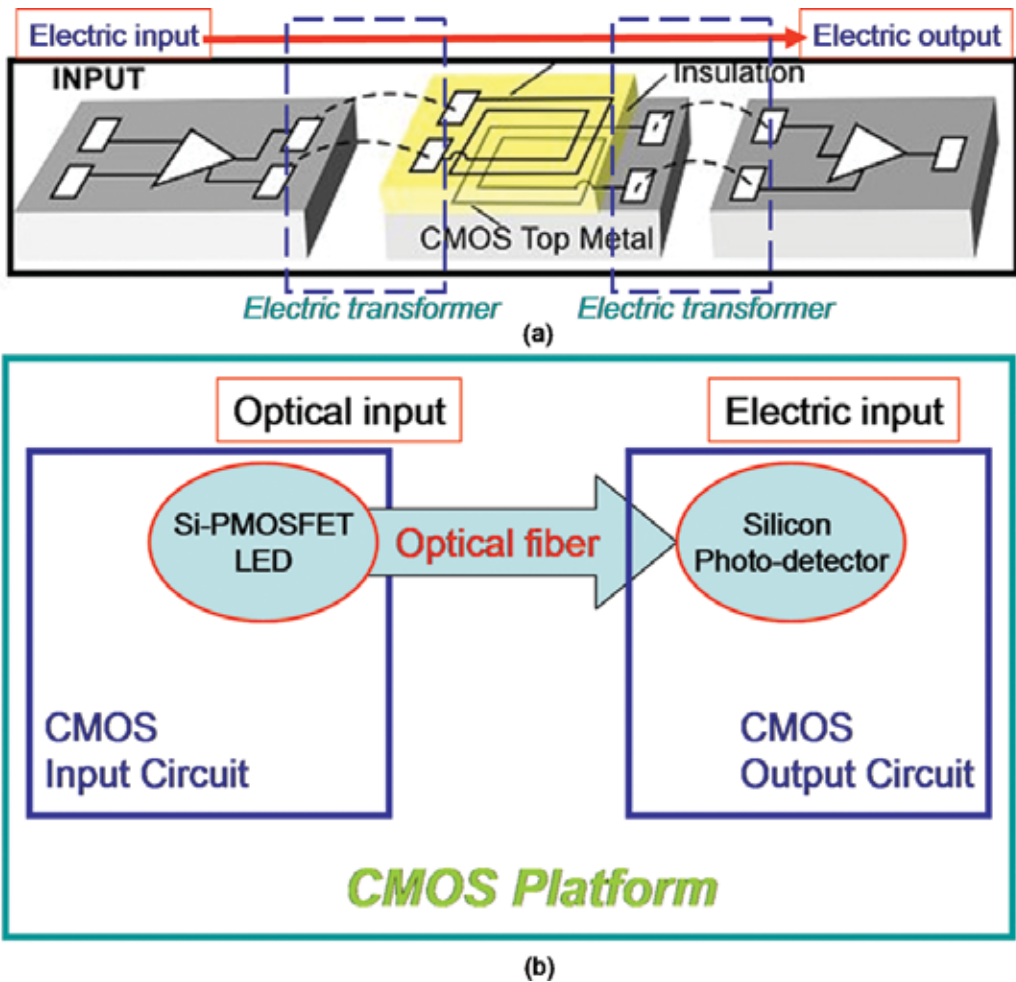 Electric input
Electric output
INPUT
Insulation
CMOS Top Metal
Electric transformer
Electric transformer
(a)
Optical input
Electric input
Si-PMOSFET
LED
Optical fiber
Silicon
Photo-detector
CMOS
Input Circuit
CMOS
Output Circuit
CMOS Platform
(b)